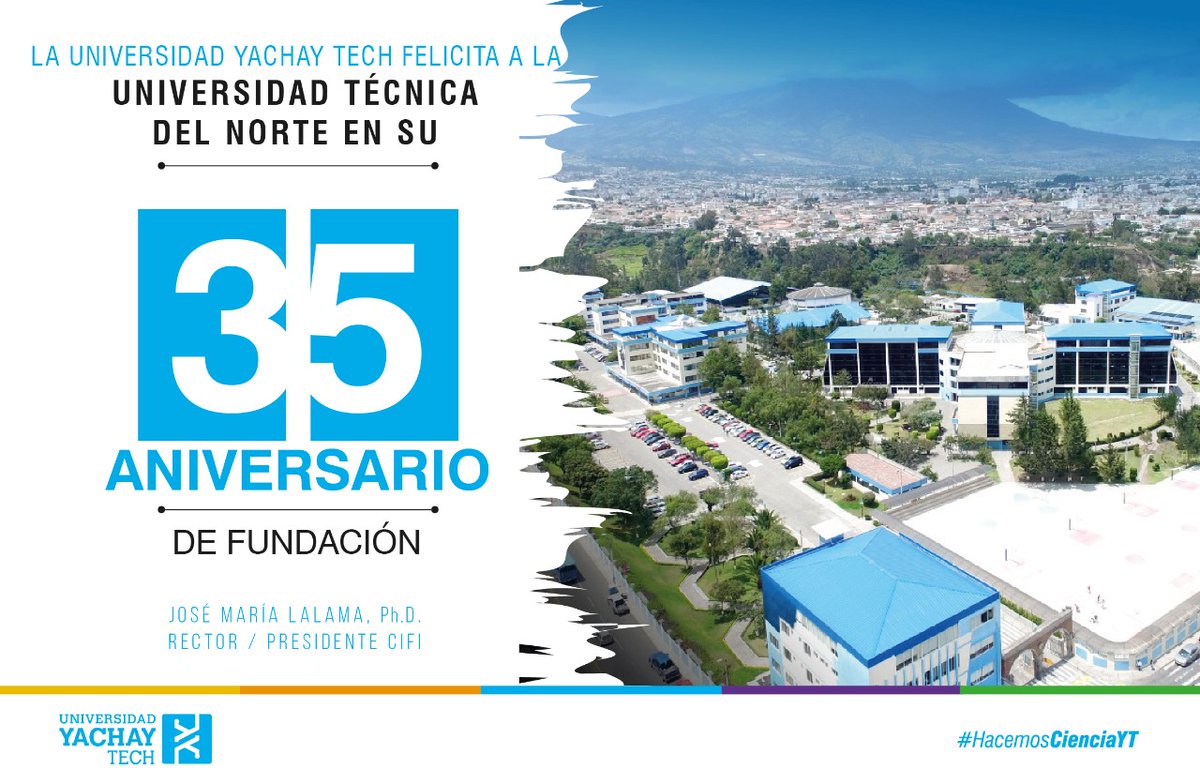 LA UNIVERSIDAD YACHAY TECH FELICITA A LA
UNIVERSIDAD TÉCNICA
DEL NORTE EN SU
35
ANIVERSARIO
DE FUNDACIÓN
JOSÉ MARÍA LALAMA, Ph.D.
RECTOR / PRESIDENTE CIFI
UNIVERSIDAD
YACHAY
TECH
#HacemosCienciaYT